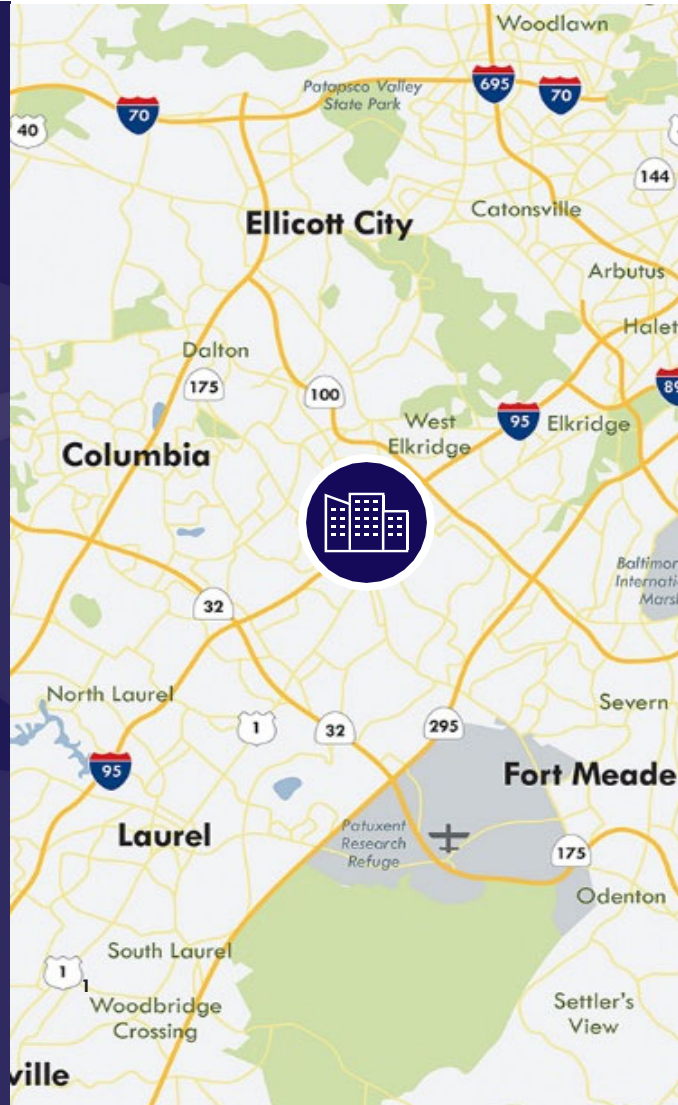 Woodlawn
695
70
Patapsco Valley
State Park
70
40
144
Ellicott City
Catonsville
Arbutus
Halet
Dalton
175
100
89
West
Elkridge
95
Elkridge
Columbia
Baltimor
Internati
Marsh
32
North Laurel
1
32
295
Severn
95
Fort Meade
Laurel
Patuxent
Research
Refuge
175
Odenton
South Laurel
1
1
Woodbridge
Crossing
Settler's
View
ville